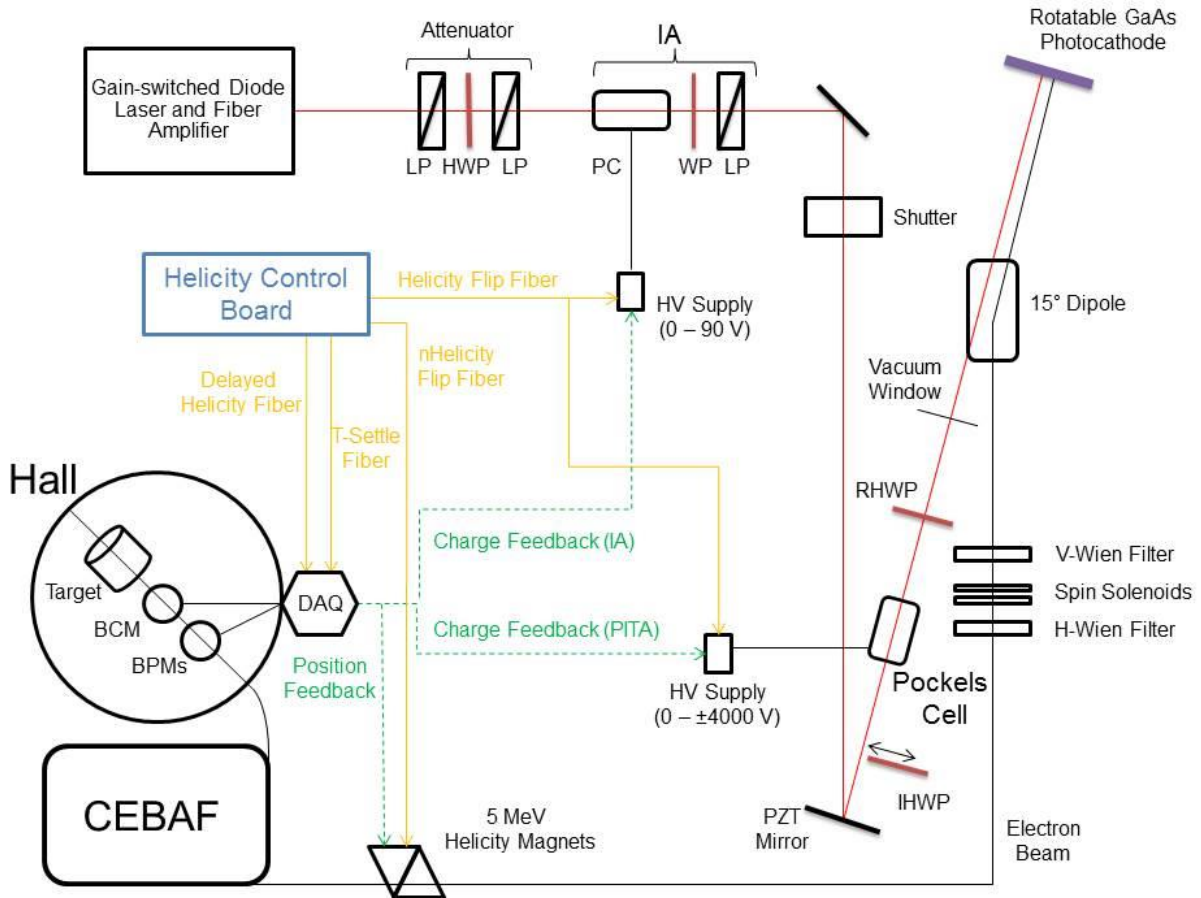 Attenuator
IA
Rotatable GaAs
Photocathode
Gain-switched Diode
Laser and Fiber
Amplifier
LP
HWP
LP
PC
WP
LP
Shutter
Helicity Control
Board
Helicity Flip Fiber
HV Supply
(0 – 90 V)
15° Dipole
nHelicity
Flip Fiber
Delayed
Helicity Fiber
Vacuum
Window
T-Settle
Fiber
Hall
RHWP
Charge Feedback (IA)
V-Wien Filter
Spin Solenoids
H-Wien Filter
Target
DAQ
BCM
Charge Feedback (PITA)
BPMs
Position
Feedback
HV Supply
(0 – ±4000 V)
Pockels
Cell
IHWP
CEBAF
5 MeV
Helicity Magnets
PZT
Mirror
Electron
Beam